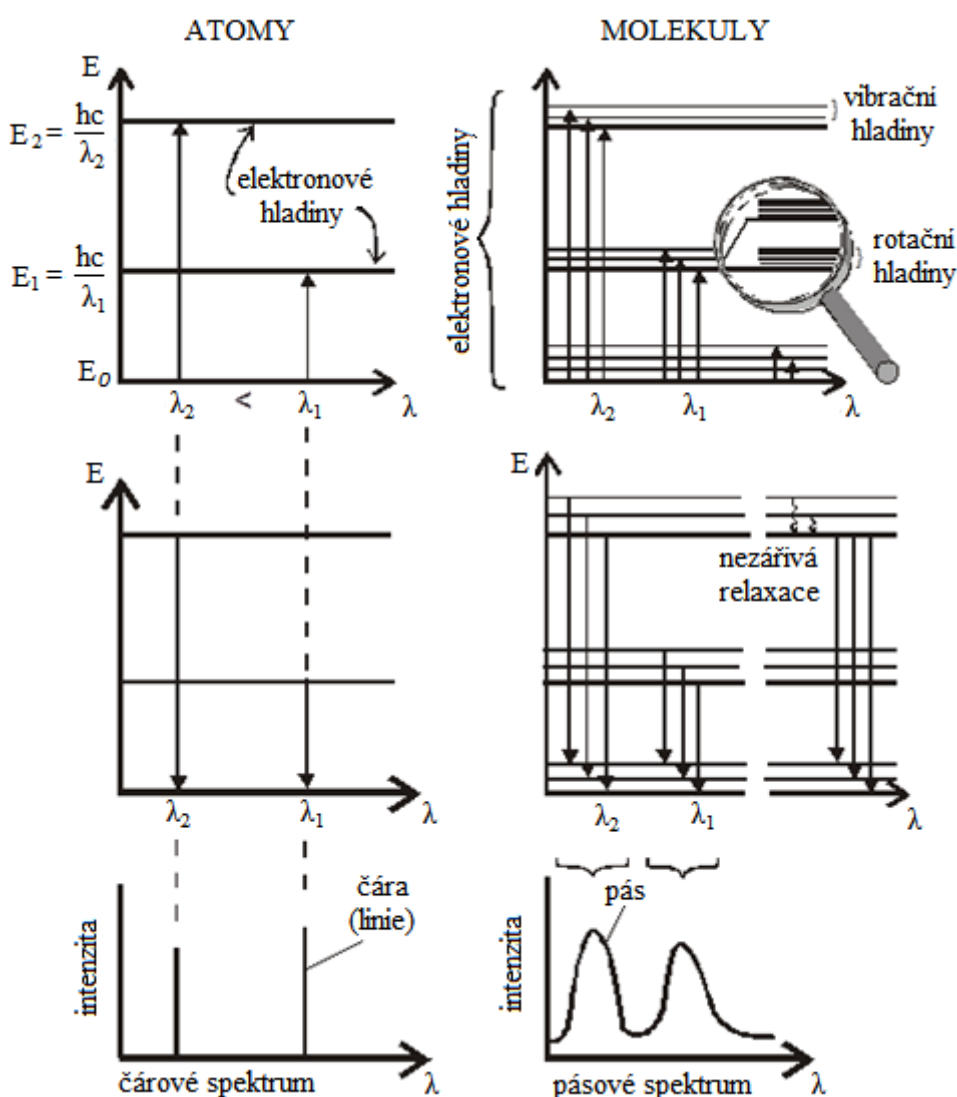 ATOMY
E
E₂ = hc/λ₂
elektronové
hladiny
E₁ = hc/λ₁
E₀
λ₂ < λ₁ λ
MOLEKULY
E
vibrační
hladiny
elektronové hladiny
rotační
hladiny
λ₂ λ₁ λ
E
λ₂ λ₁ λ
E
nezářivá
relaxace
λ₂ λ₁ λ
intenzita
čára
(linie)
čárové spektrum λ
intenzita
pás
pásové spektrum λ